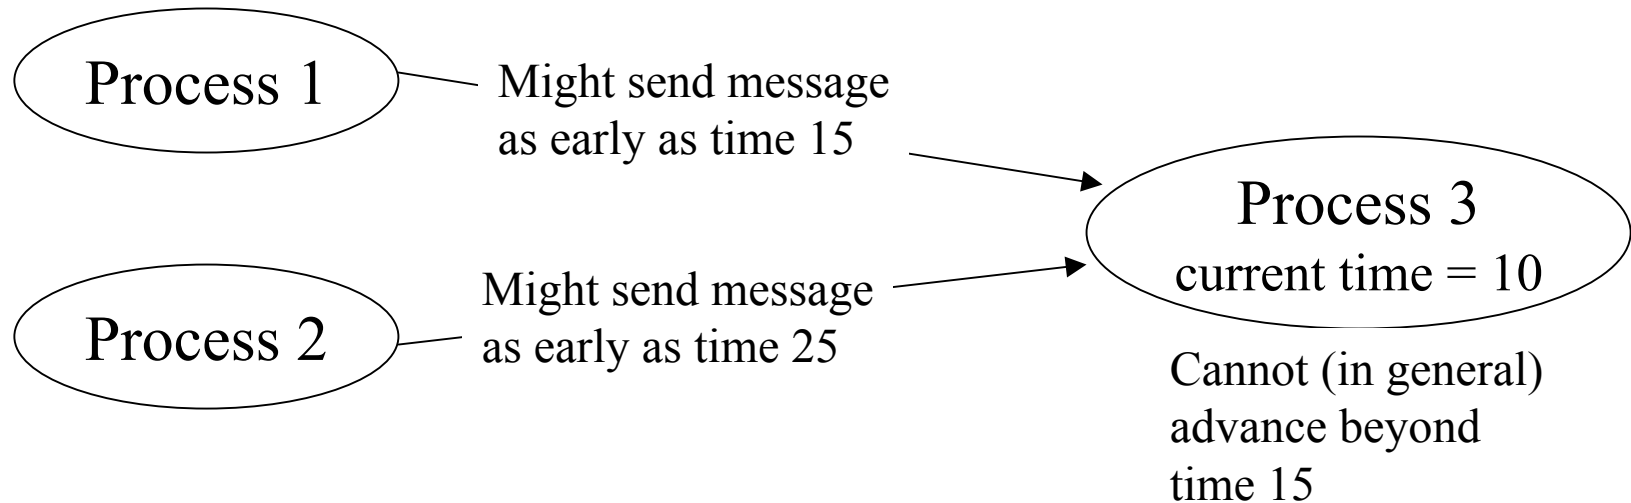 Process 1
Might send message
as early as time 15
Process 2
Might send message
as early as time 25
Process 3
current time = 10
Cannot (in general)
advance beyond
time 15